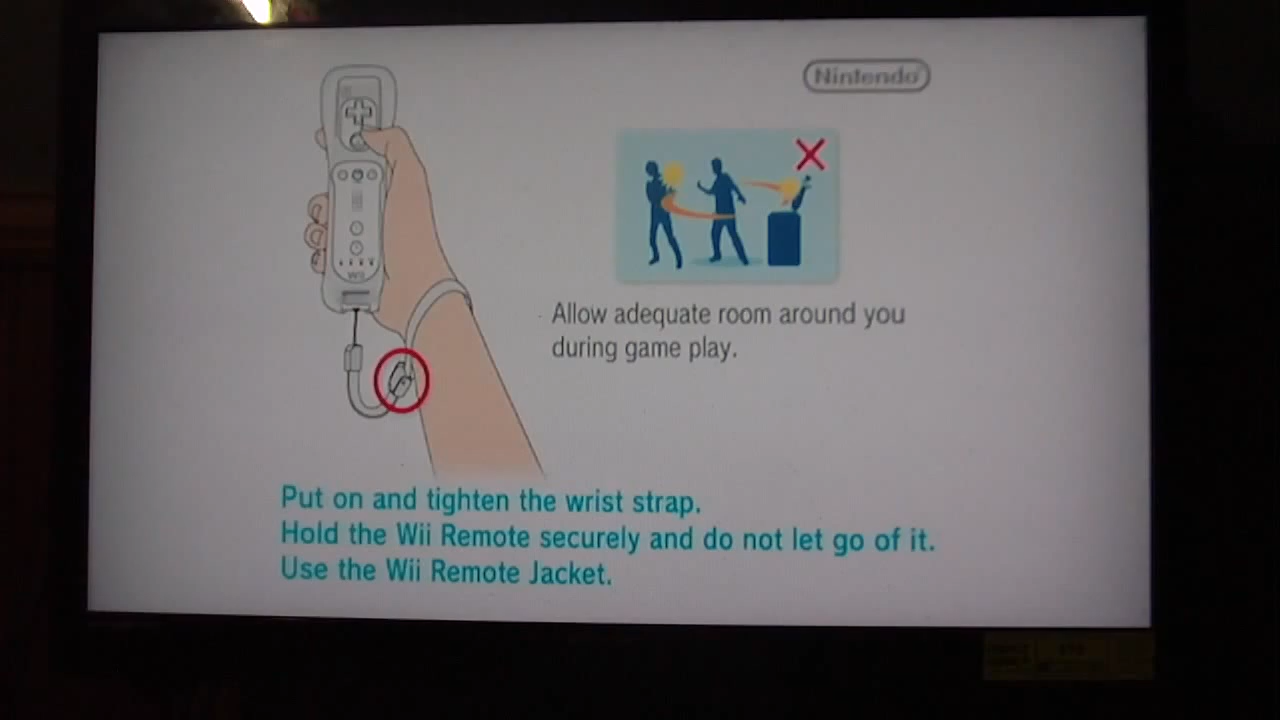 Nintendo
Wii
Allow adequate room around you
during game play.
Put on and tighten the wrist strap.
Hold the Wii Remote securely and do not let go of it.
Use the Wii Remote Jacket.